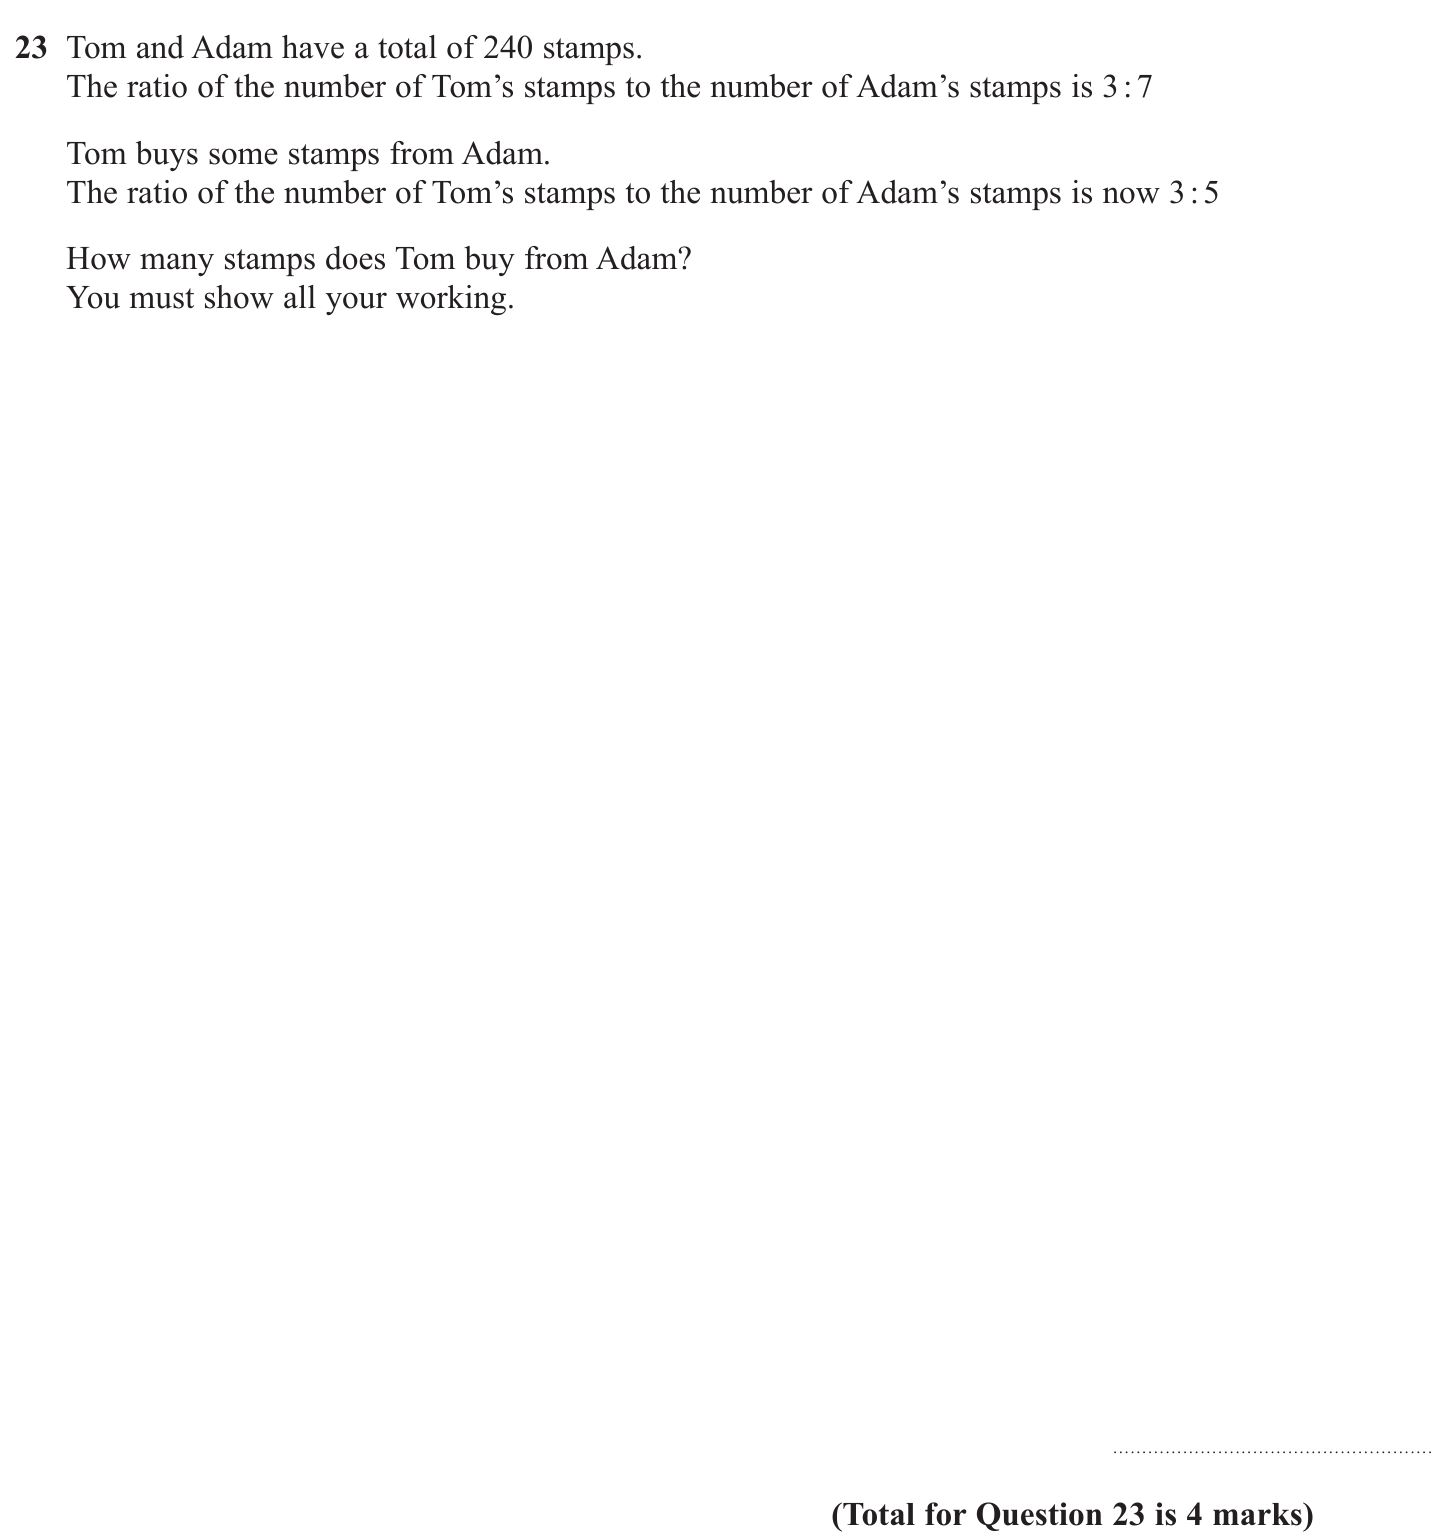 23 Tom and Adam have a total of 240 stamps.
The ratio of the number of Tom’s stamps to the number of Adam’s stamps is 3 : 7
Tom buys some stamps from Adam.
The ratio of the number of Tom’s stamps to the number of Adam’s stamps is now 3 : 5
How many stamps does Tom buy from Adam?
You must show all your working.
(Total for Question 23 is 4 marks)